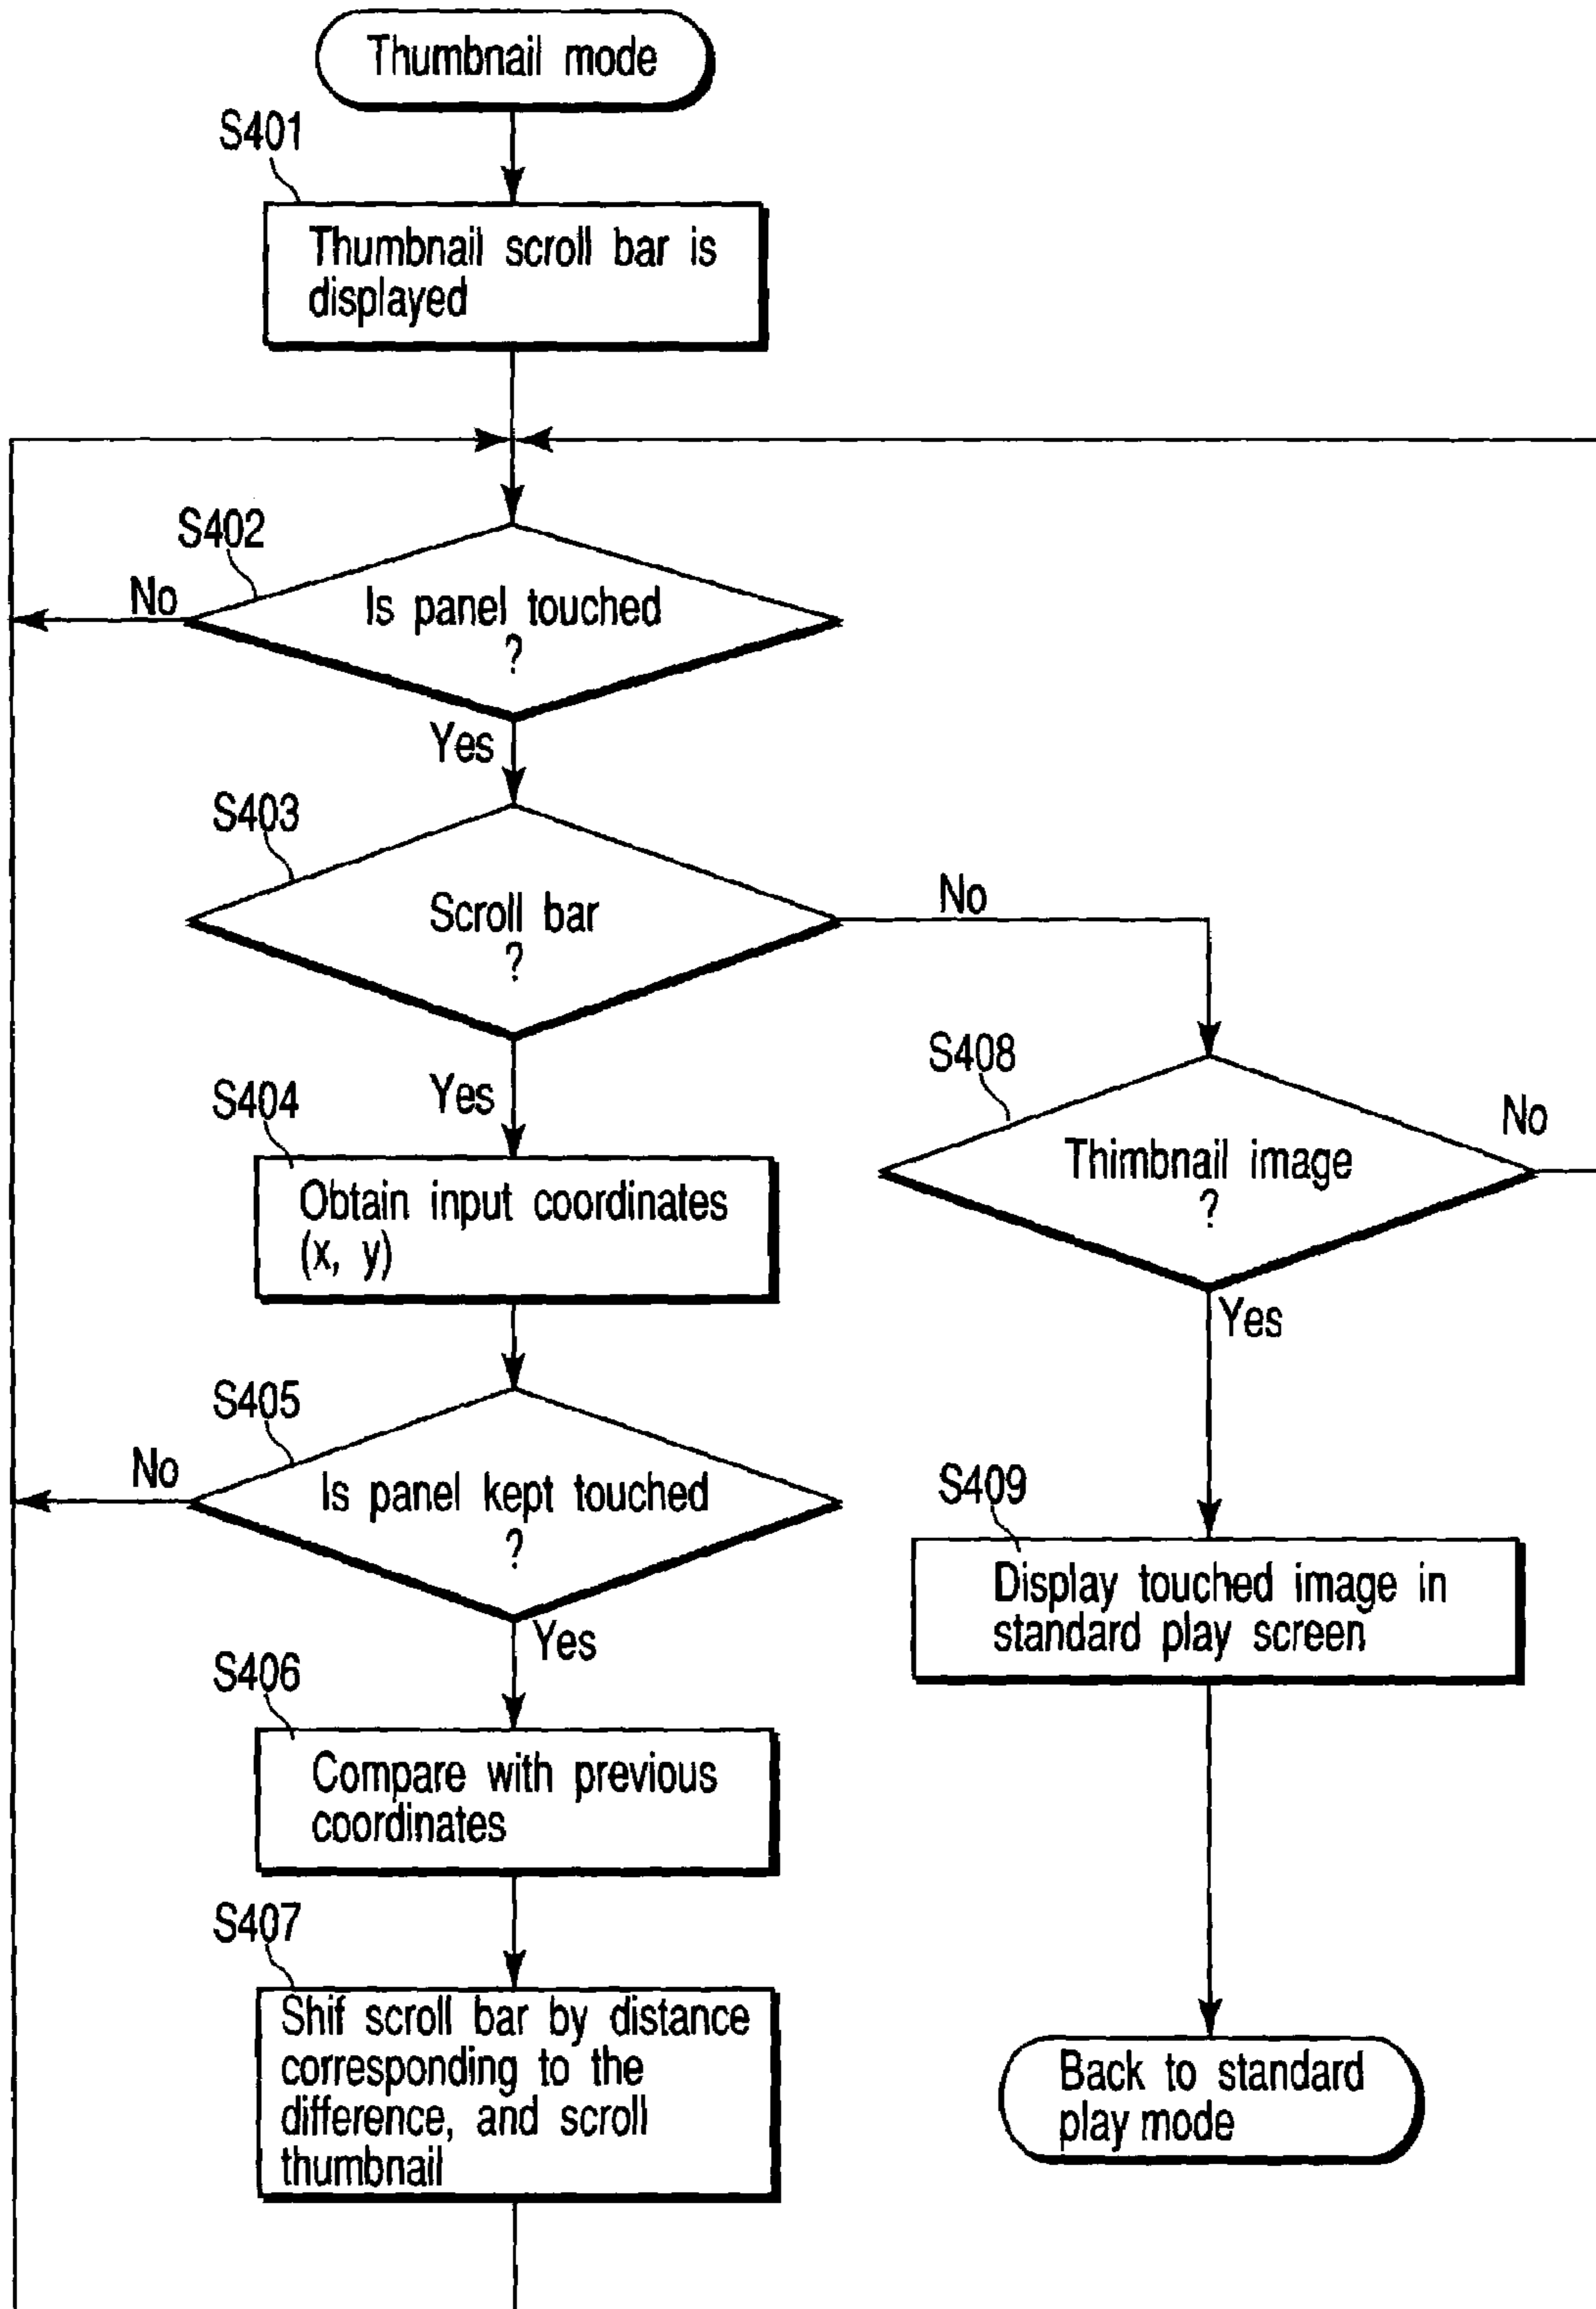 Thumbnail mode
S401
Thumbnail scroll bar is
displayed
S402
No
Is panel touched
?
Yes
S403
Scroll bar
?
No
Yes
S404
Obtain input coordinates
(x, y)
S405
No
Is panel kept touched
?
Yes
S406
Compare with previous
coordinates
S407
Shif scroll bar by distance
corresponding to the
difference, and scroll
thumbnail
S408
Thimbnail image
?
No
Yes
S409
Display touched image in
standard play screen
Back to standard
play mode